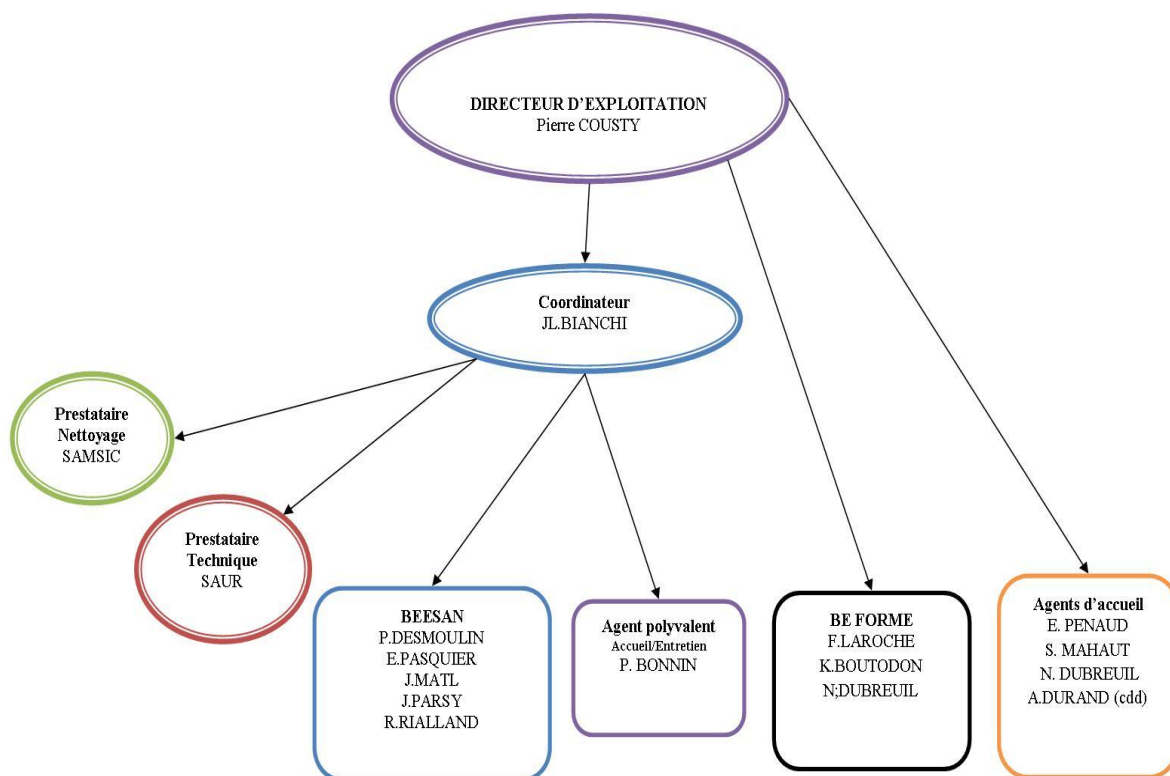 DIRECTEUR D'EXPLOITATION
Pierre COUSTY
Coordinateur
JL.BIANCHI
Prestataire
Nettoyage
SAMSIC
Prestataire
Technique
SAUR
BEESAN
P.DESMOULIN
E.PASQUIER
J.MATL
J.PARSY
R.RIALLAND
Agent polyvalent
Accueil/Entretien
P. BONNIN
BE FORME
F.LAROCHE
K.BOUTODON
N;DUBREUIL
Agents d'accueil
E. PENAUD
S. MAHAUT
N. DUBREUIL
A.DURAND (cdd)